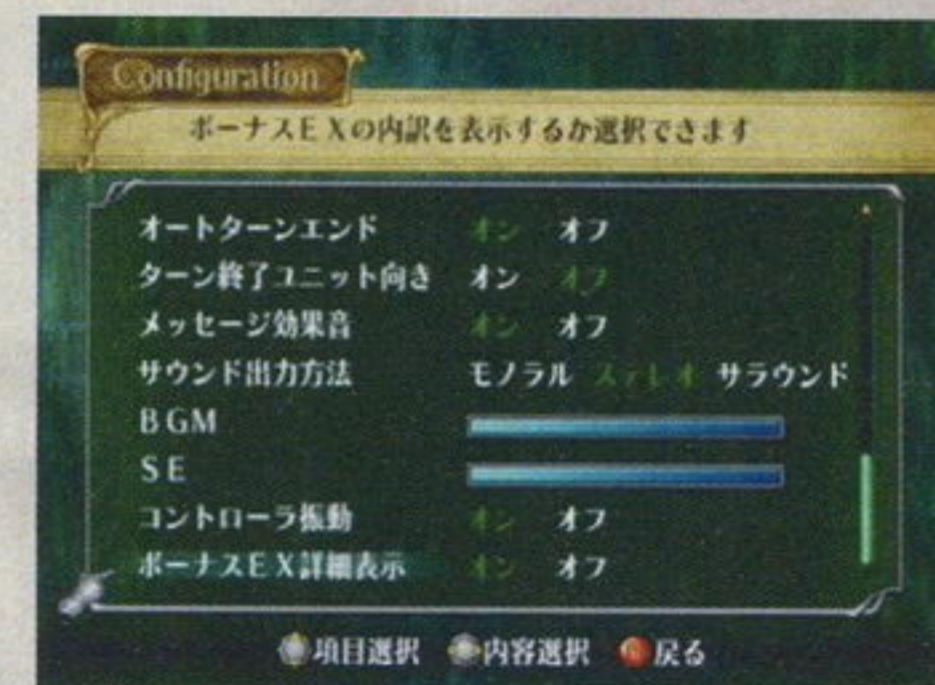 Configuration
ボーナスEXの内訳を表示するか選択できます
オートターンエンド オン オフ
ターン終了ユニット向き オン オフ
メッセージ効果音 オン オフ
サウンド出力方法 モノラル ステレオ サラウンド
BGM
SE
コントローラ振動 オン オフ
ボーナスEX詳細表示 オン オフ
項目選択 内容選択 戻る